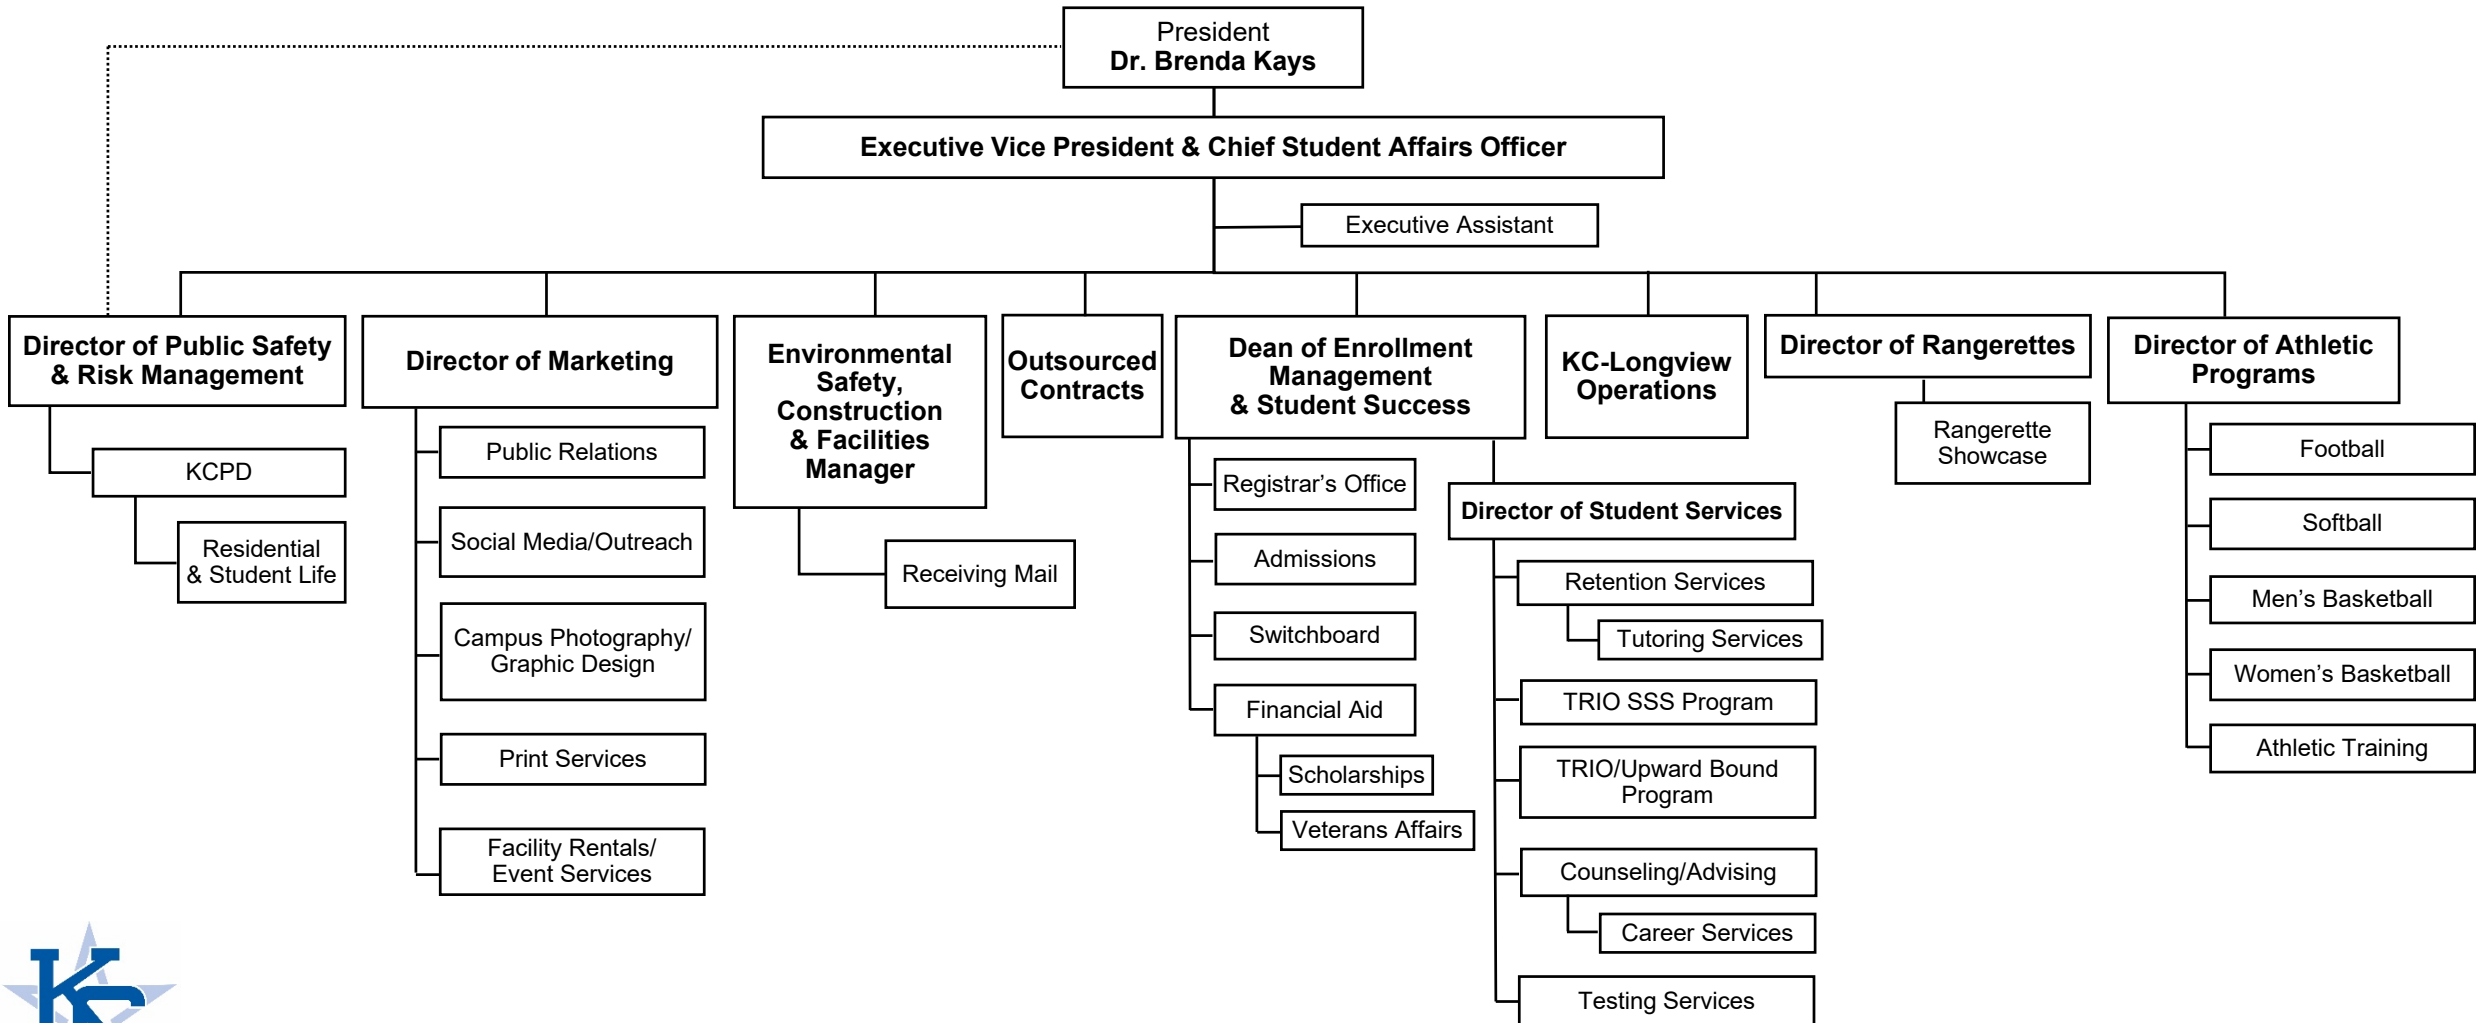 President
Dr. Brenda Kays
Executive Vice President & Chief Student Affairs Officer
Executive Assistant
Director of Public Safety
& Risk Management
KCPD
Residential
& Student Life
Director of Marketing
Public Relations
Social Media/Outreach
Campus Photography/
Graphic Design
Print Services
Facility Rentals/
Event Services
Environmental
Safety,
Construction
& Facilities
Manager
Receiving Mail
Outsourced
Contracts
Dean of Enrollment
Management
& Student Success
Registrar’s Office
Admissions
Switchboard
Financial Aid
Scholarships
Veterans Affairs
Director of Student Services
Retention Services
Tutoring Services
TRIO SSS Program
TRIO/Upward Bound
Program
Counseling/Advising
Career Services
Testing Services
KC-Longview
Operations
Director of Rangerettes
Rangerette
Showcase
Director of Athletic
Programs
Football
Softball
Men’s Basketball
Women’s Basketball
Athletic Training